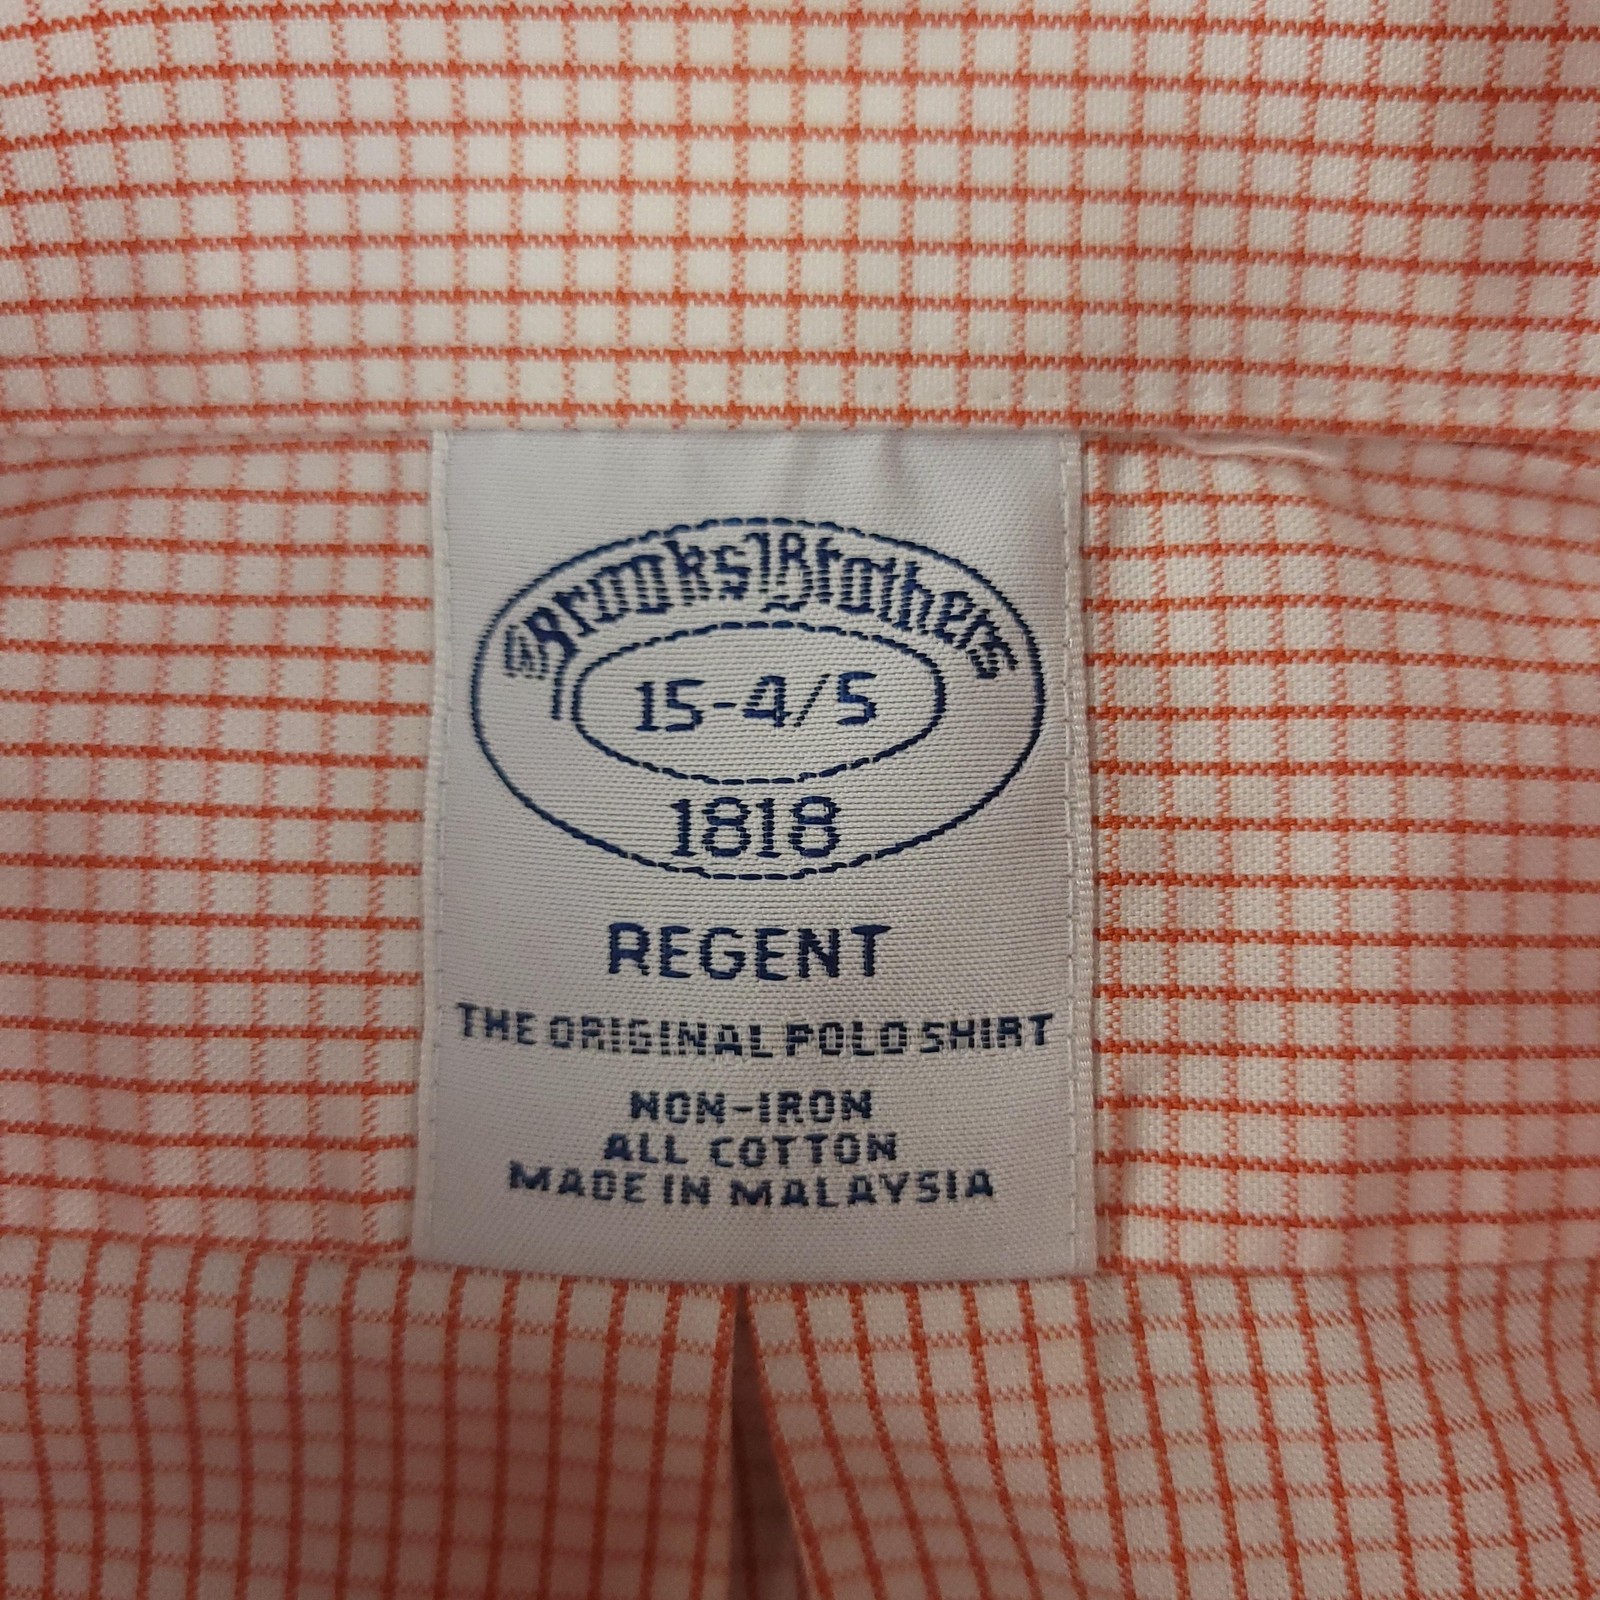 Brooks Brothers
15-4/5
1818
REGENT
THE ORIGINAL POLO SHIRT
NON-IRON
ALL COTTON
MADE IN MALAYSIA